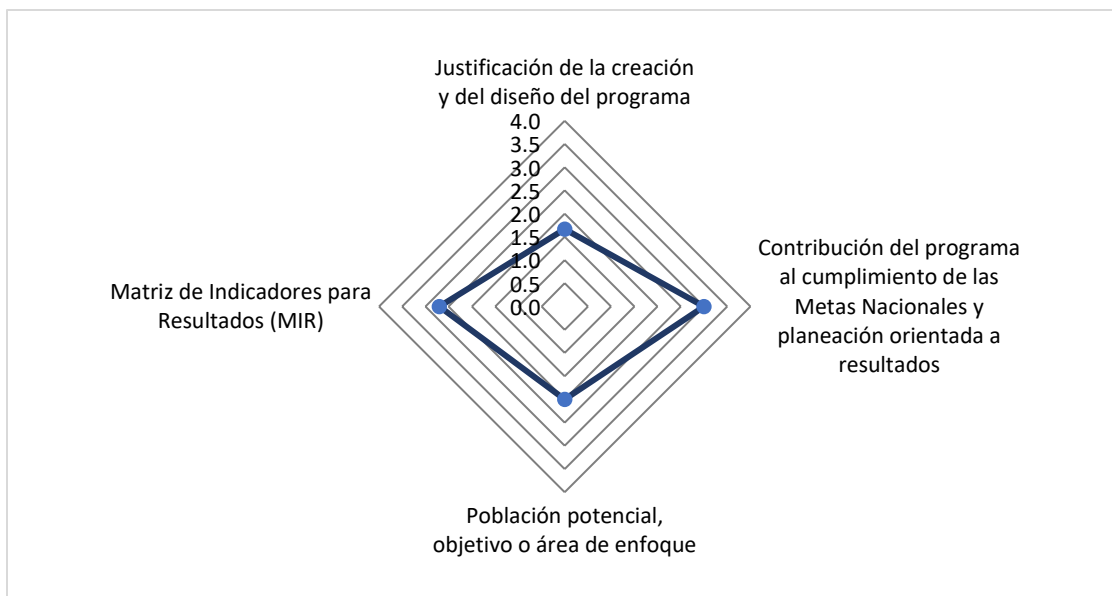 Justificación de la creación
y del diseño del programa
4.0
3.5
3.0
2.5
2.0
1.5
1.0
0.5
0.0
Contribución del programa
al cumplimiento de las
Metas Nacionales y
planeación orientada a
resultados
Población potencial,
objetivo o área de enfoque
Matriz de Indicadores para
Resultados (MIR)